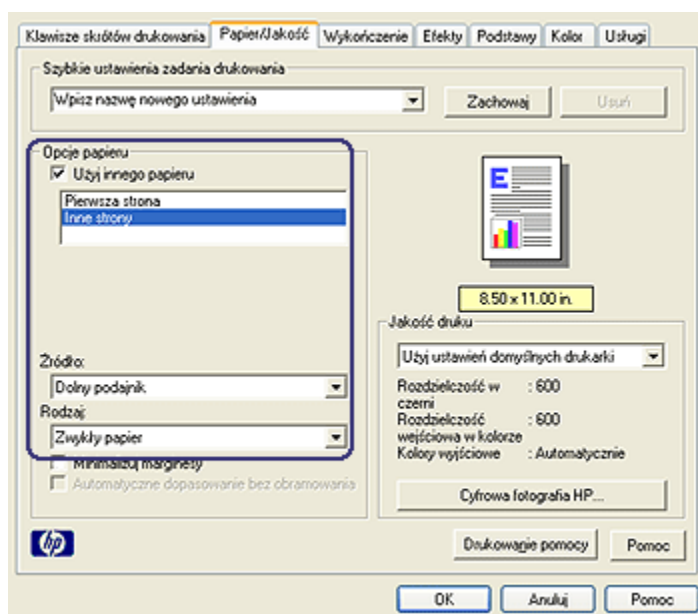 Klawisze skrótów drukowania Papier/Jakość Wykończenie Efekty Podstawy Kolor Usługi
Szybkie ustawienia zadania drukowania
Wpisz nazwę nowego ustawienia Zachowaj Usuń
Opcje papieru
Użyj innego papieru
Pierwsza strona
Inne strony
E
8.50 x 11.00 in.
Jakość druku
Źródło:
Użyj ustawień domyślnych drukarki
Dolny podajnik
Rozdzielczość w : 600
czerni
Rodzaj:
Rozdzielczość : 600
wejściowa w kolorze
Zwykły papier
Kolory wyjściowe : Automatycznie
Minimalizuj marginesy
Automatyczne dopasowanie bez obramowania
Cyfrowa fotografia HP...
hp
Drukowanie pomocy Pomoc
OK Anuluj Pomoc